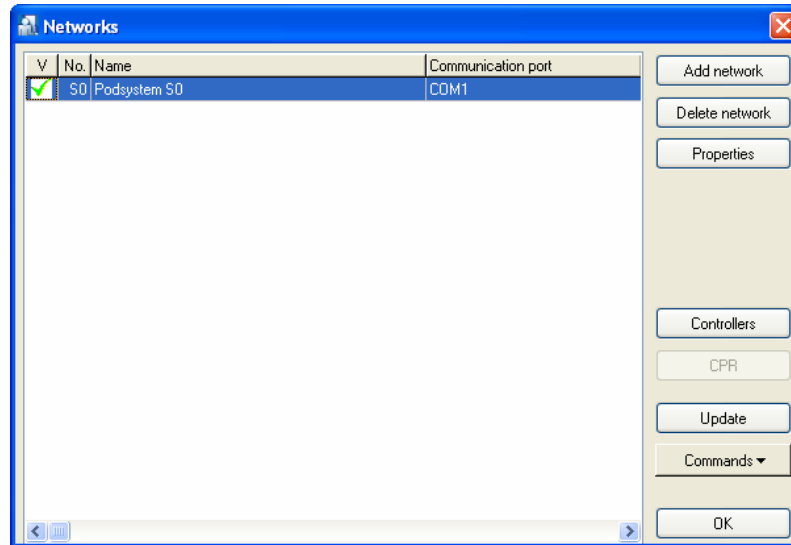 Networks
V No. Name Communication port
S0 Podsystem S0 COM1
Add network
Delete network
Properties
Controllers
CPR
Update
Commands
OK